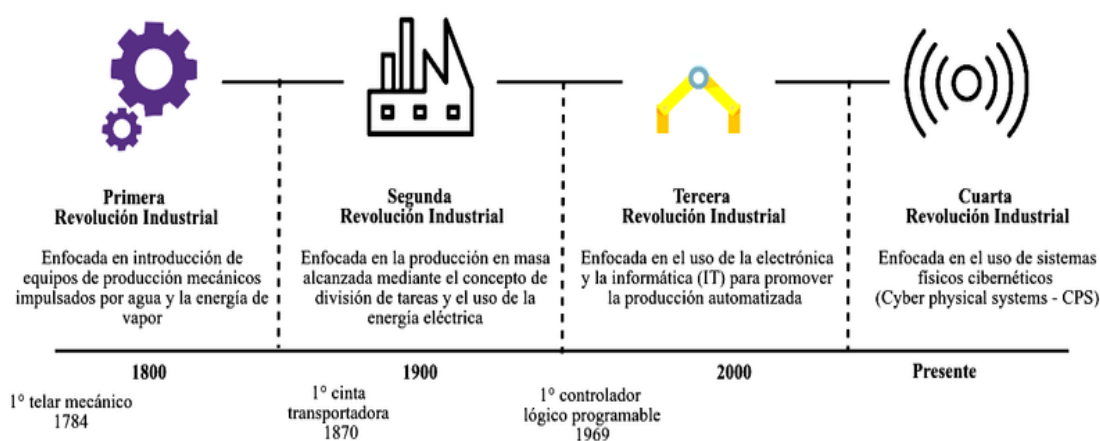 Primera
Revolución Industrial
Enfocada en introducción de
equipos de producción mecánicos
impulsados por agua y la energía de
vapor
Segunda
Revolución Industrial
Enfocada en la producción en masa
alcanzada mediante el concepto de
división de tareas y el uso de la
energía eléctrica
Tercera
Revolución Industrial
Enfocada en el uso de la electrónica
y la informática (IT) para promover
la producción automatizada
Cuarta
Revolución Industrial
Enfocada en el uso de sistemas
físicos cibernéticos
(Cyber physical systems - CPS)
1800
1900
2000
Presente
1° telar mecánico
1784
1° cinta
transportadora
1870
1° controlador
lógico programable
1969